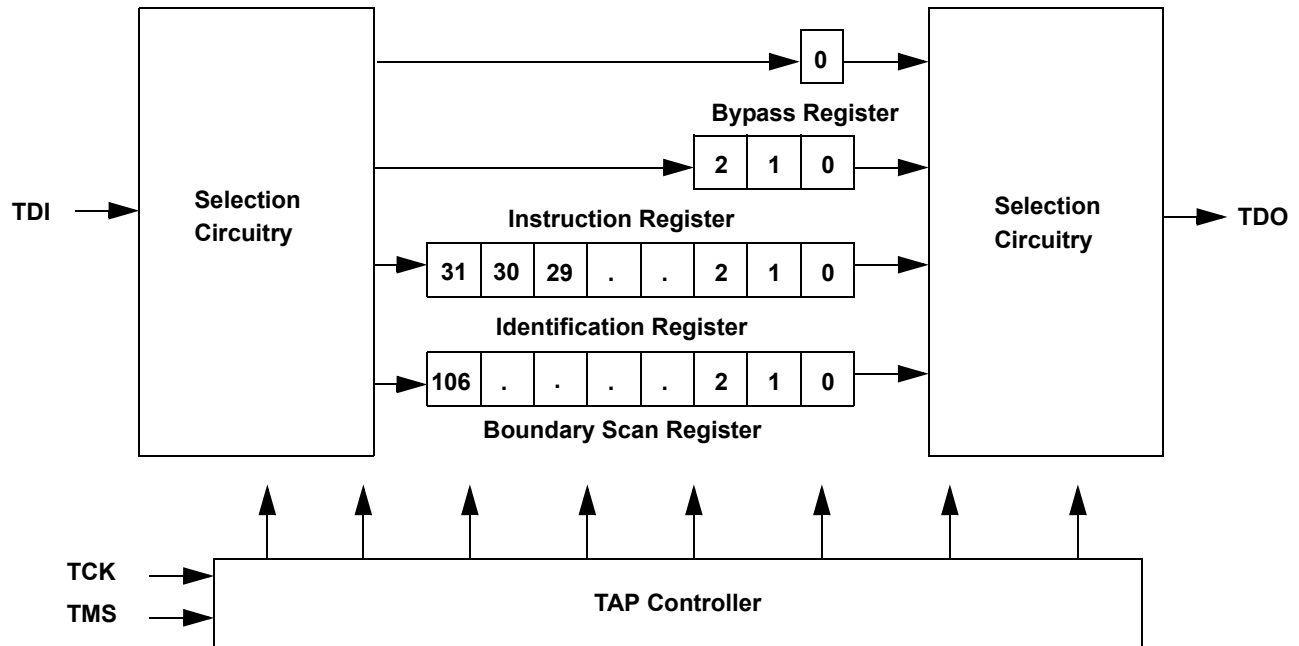 0
Bypass Register
2 1 0
TDI
Selection
Circuitry
Instruction Register
Selection
Circuitry
TDO
31 30 29 . . 2 1 0
Identification Register
106 . . . . 2 1 0
Boundary Scan Register
TCK
TMS
TAP Controller